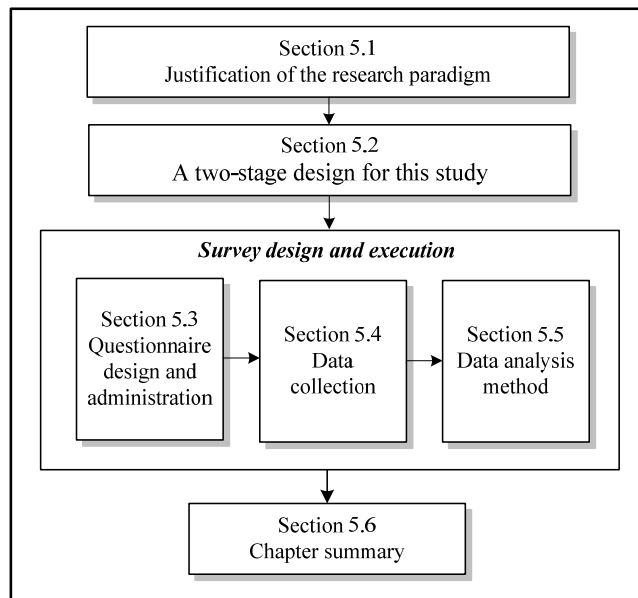 Section 5.1
Justification of the research paradigm
Section 5.2
A two-stage design for this study
Survey design and execution
Section 5.3
Questionnaire
design and
administration
Section 5.4
Data
collection
Section 5.5
Data analysis
method
Section 5.6
Chapter summary